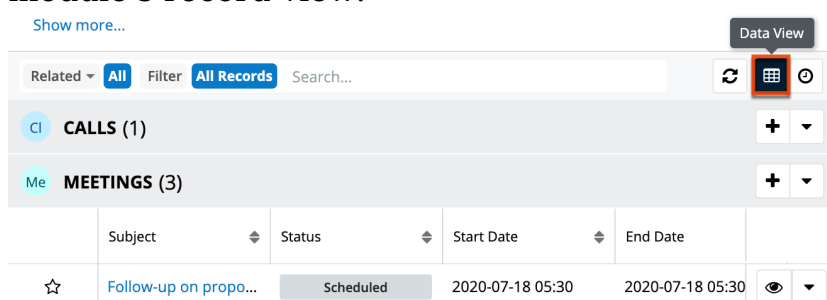 Show more...
Data View
Related All Filter All Records Search...
Cl CALLS (1)
Me MEETINGS (3)
Subject Status Start Date End Date
Follow-up on propo... Scheduled 2020-07-18 05:30 2020-07-18 05:30